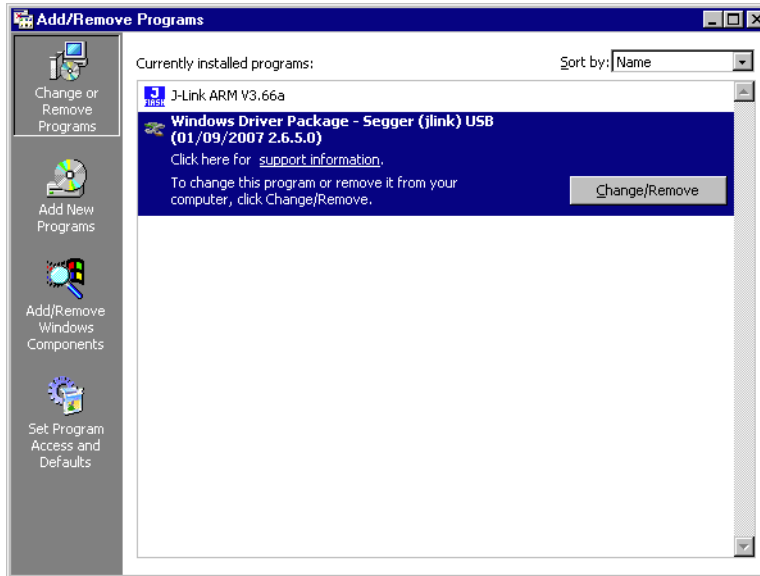 Add/Remove Programs
Change or
Remove
Programs
Add New
Programs
Add/Remove
Windows
Components
Set Program
Access and
Defaults
Currently installed programs:
Sort by: Name
J-Link ARM V3.66a
Windows Driver Package - Segger (jlink) USB
(01/09/2007 2.6.5.0)
Click here for support information.
To change this program or remove it from your
computer, click Change/Remove.
Change/Remove